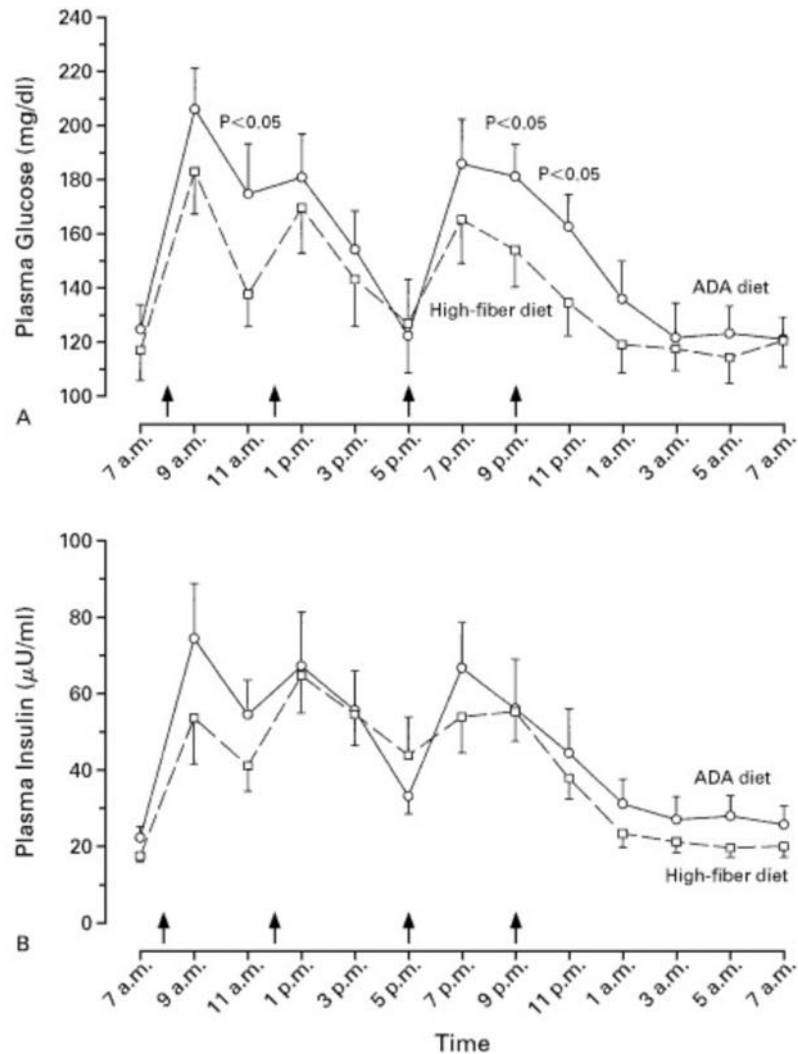 240
220
200
180
160
140
120
100
Plasma Glucose (mg/dl)
P<0.05
P<0.05
P<0.05
High-fiber diet
ADA diet
A
7 a.m.
9 a.m.
11 a.m.
1 p.m.
3 p.m.
5 p.m.
7 p.m.
9 p.m.
11 p.m.
1 a.m.
3 a.m.
5 a.m.
7 a.m.
100
80
60
40
20
0
Plasma Insulin (μU/ml)
ADA diet
High-fiber diet
B
7 a.m.
9 a.m.
11 a.m.
1 p.m.
3 p.m.
5 p.m.
7 p.m.
9 p.m.
11 p.m.
1 a.m.
3 a.m.
5 a.m.
7 a.m.
Time